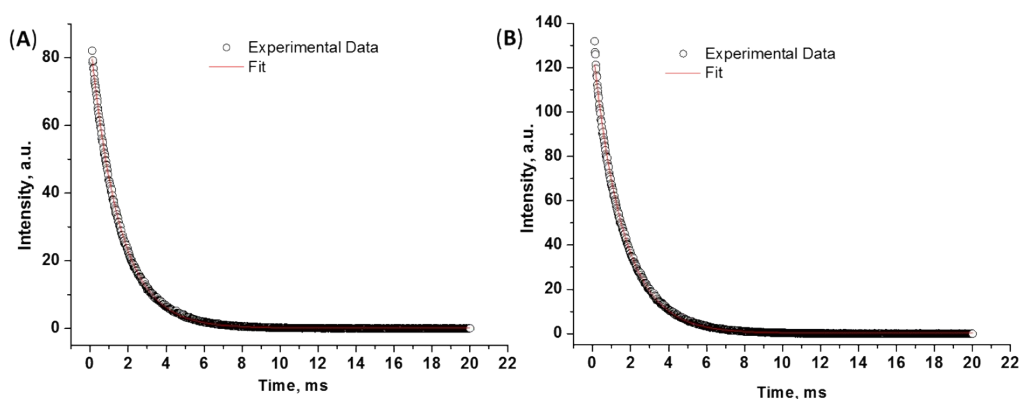 (A)
Experimental Data
Fit
80
60
40
20
0
Intensity, a.u.
0 2 4 6 8 10 12 14 16 18 20 22
Time, ms
(B)
Experimental Data
Fit
140
120
100
80
60
40
20
0
Intensity, a.u.
0 2 4 6 8 10 12 14 16 18 20 22
Time, ms